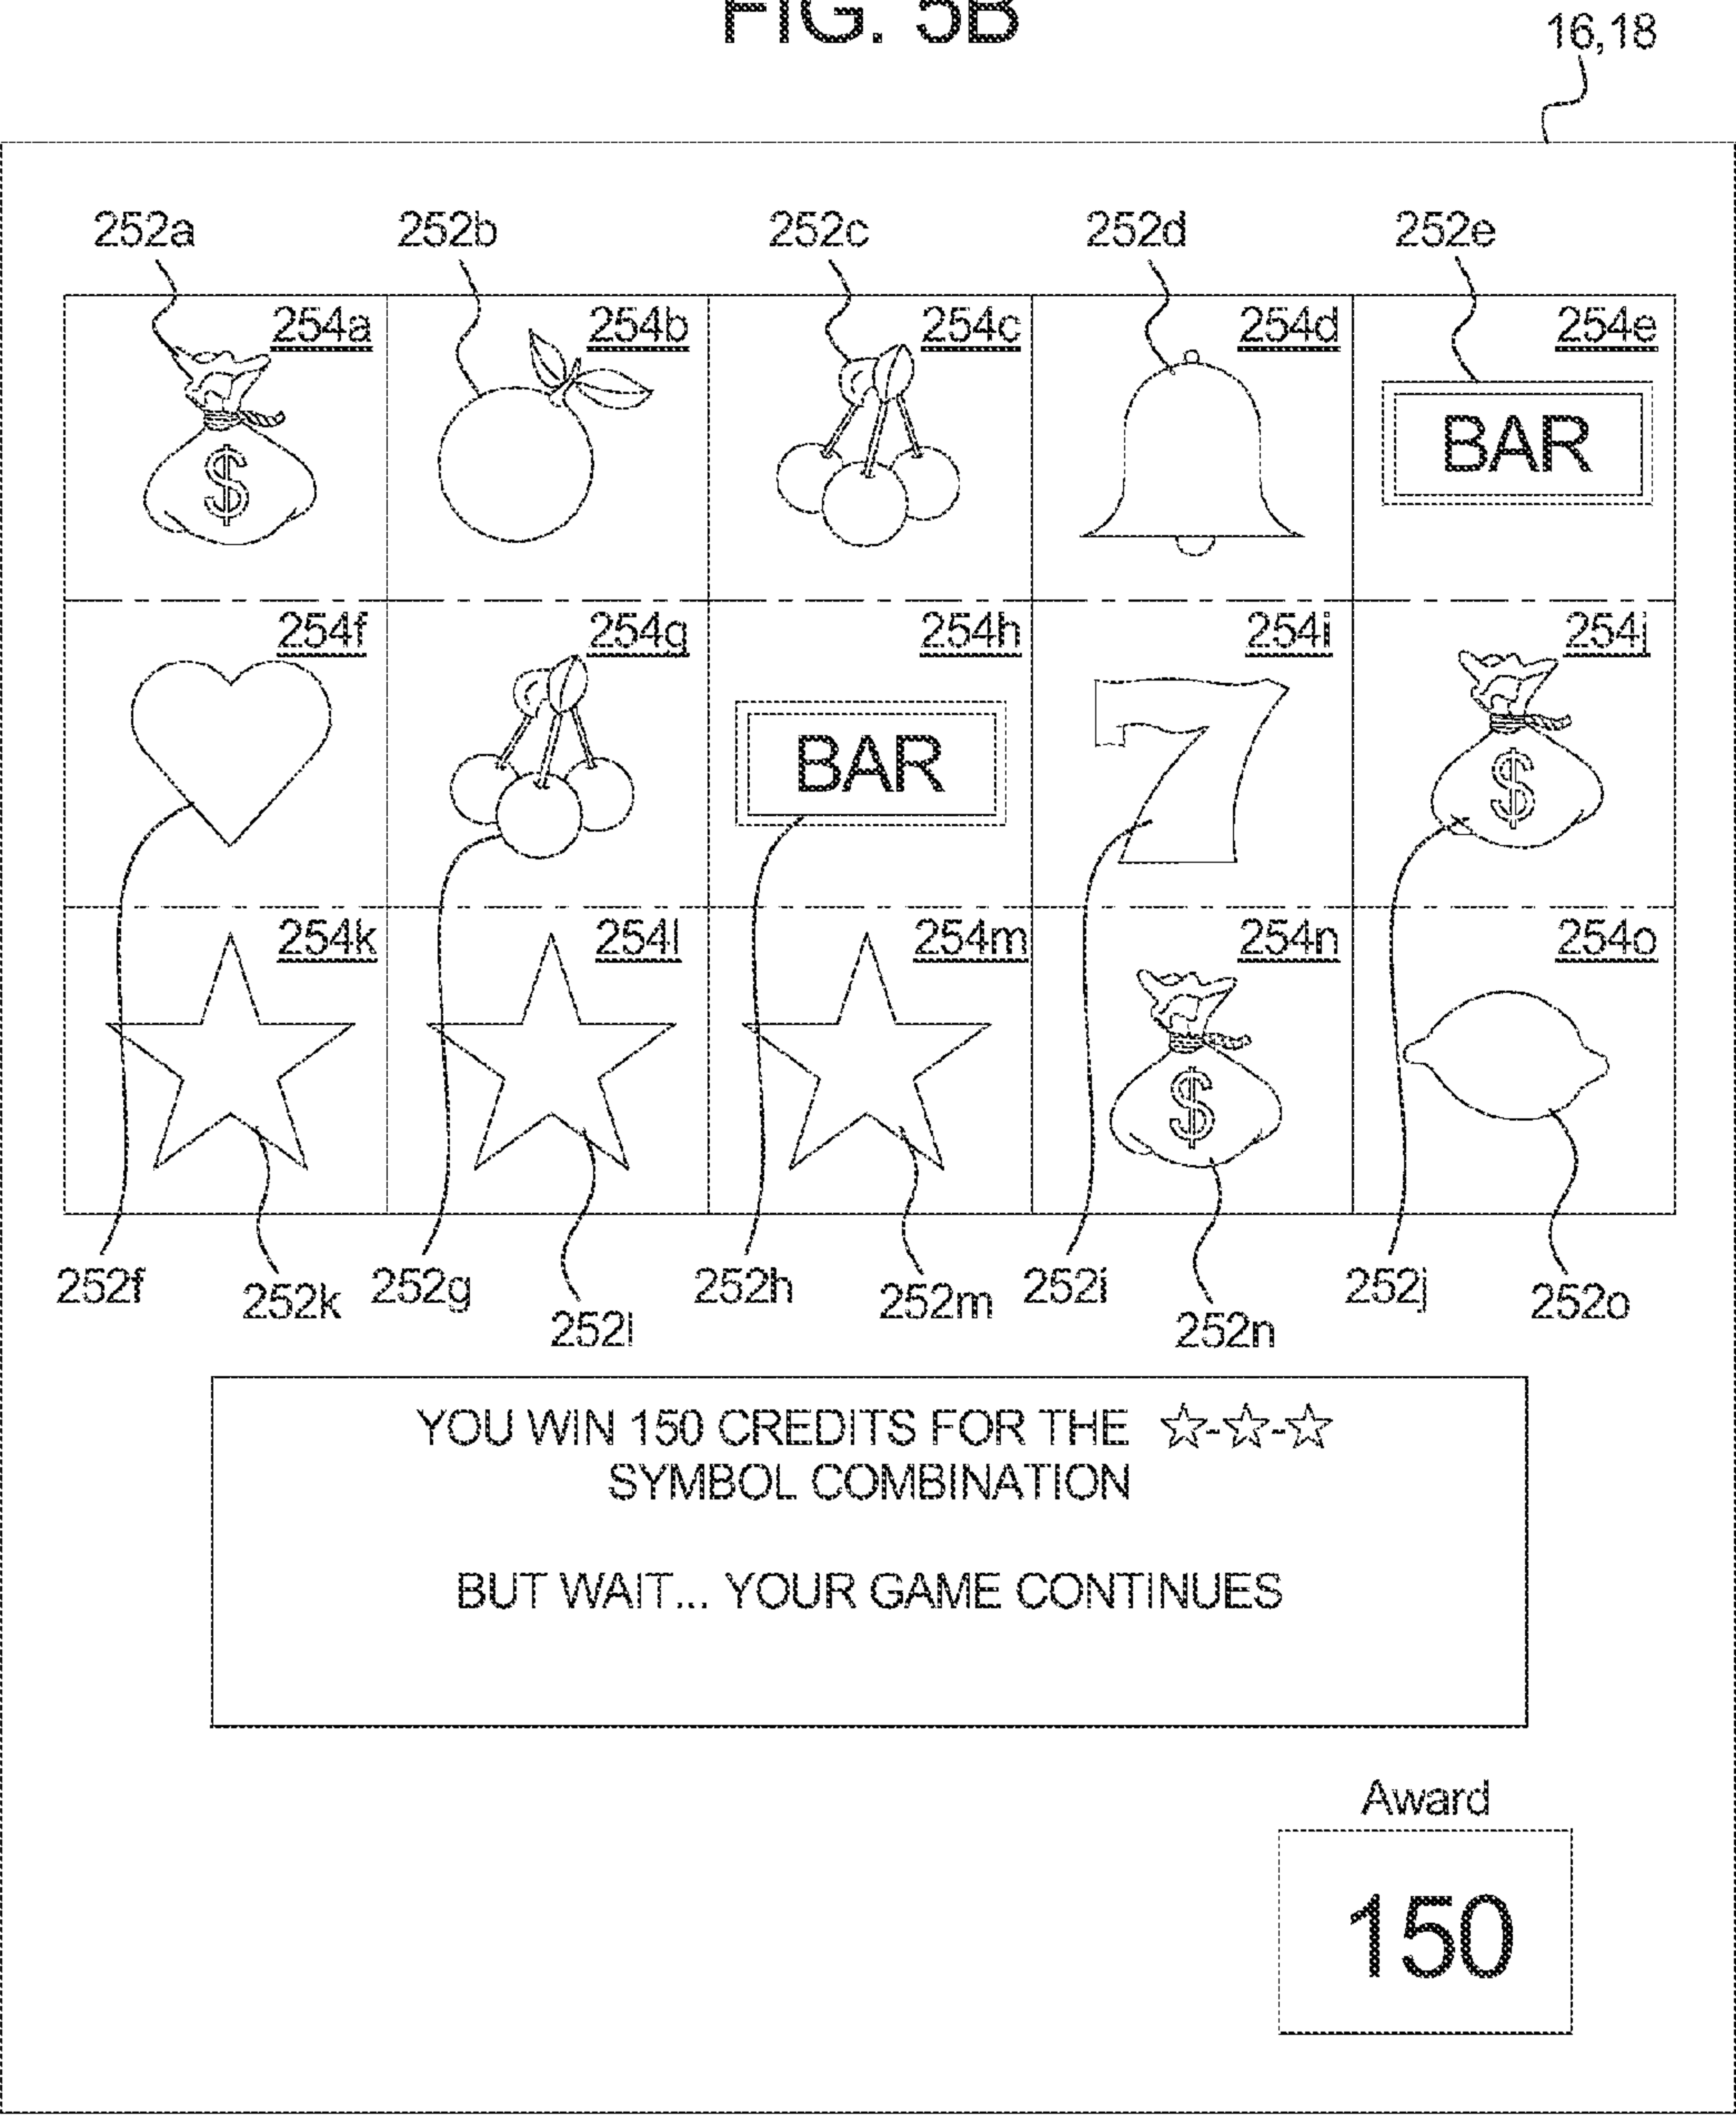 FIG. 5B
16,18
252a 252b 252c 252d 252e
254a 254b 254c 254d 254e
$ BAR
254f 254g 254h 254i 254j
BAR 7 $
254k 254l 254m 254n 254o
$
252f 252k 252g 252l 252h 252m 252i 252n 252j 252o
YOU WIN 150 CREDITS FOR THE ☆-☆-☆
SYMBOL COMBINATION
BUT WAIT... YOUR GAME CONTINUES
Award
150